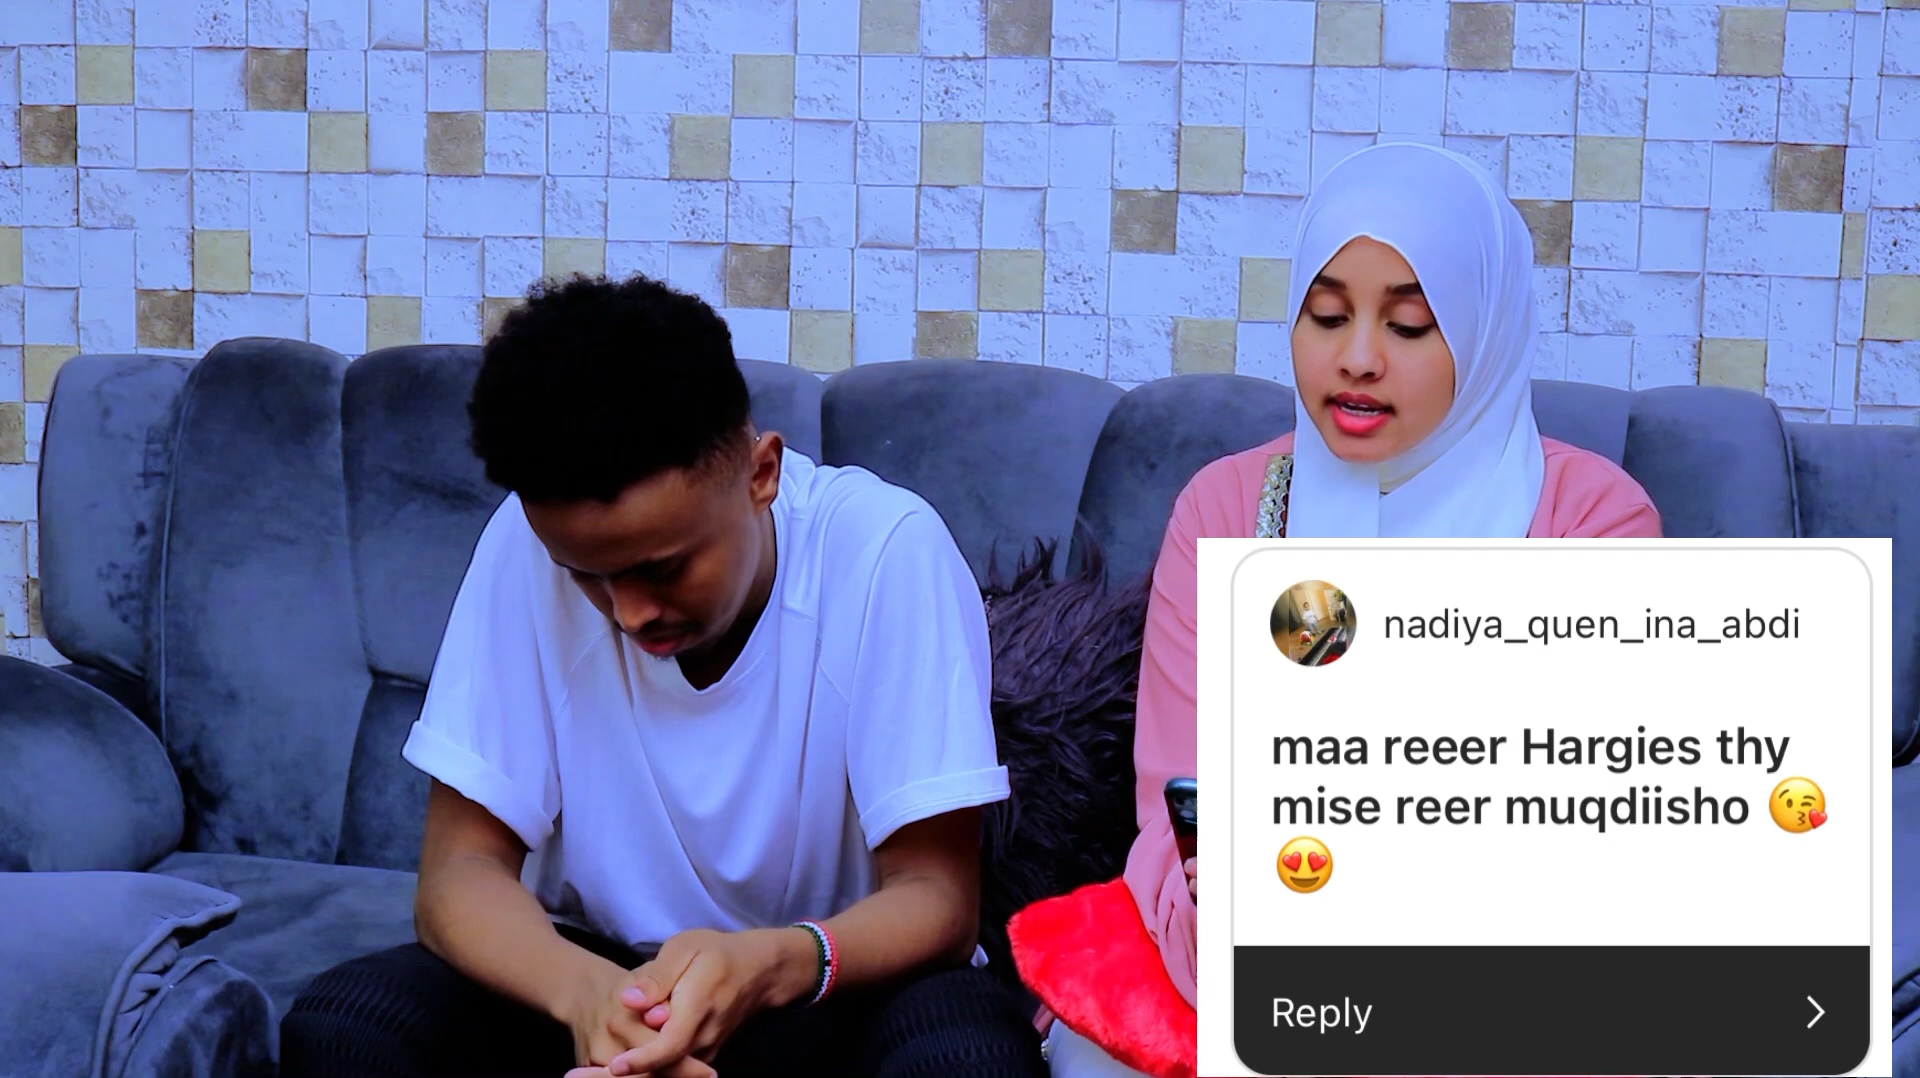 nadiya_quen_ina_abdi
maa reeer Hargies thy
mise reer muqdiisho 😘
😍
Reply